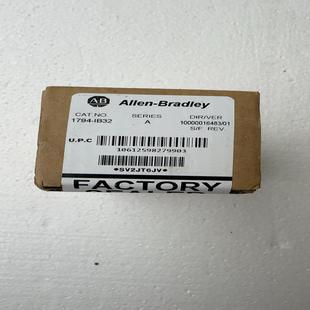 AB
Allen-Bradley
CAT NO. SERIES DIR/VER
1794-IB32 A 10000016483/01
S/F REV.
U.P.C
10612598279903
*SV2JT6JV*
FACTORY